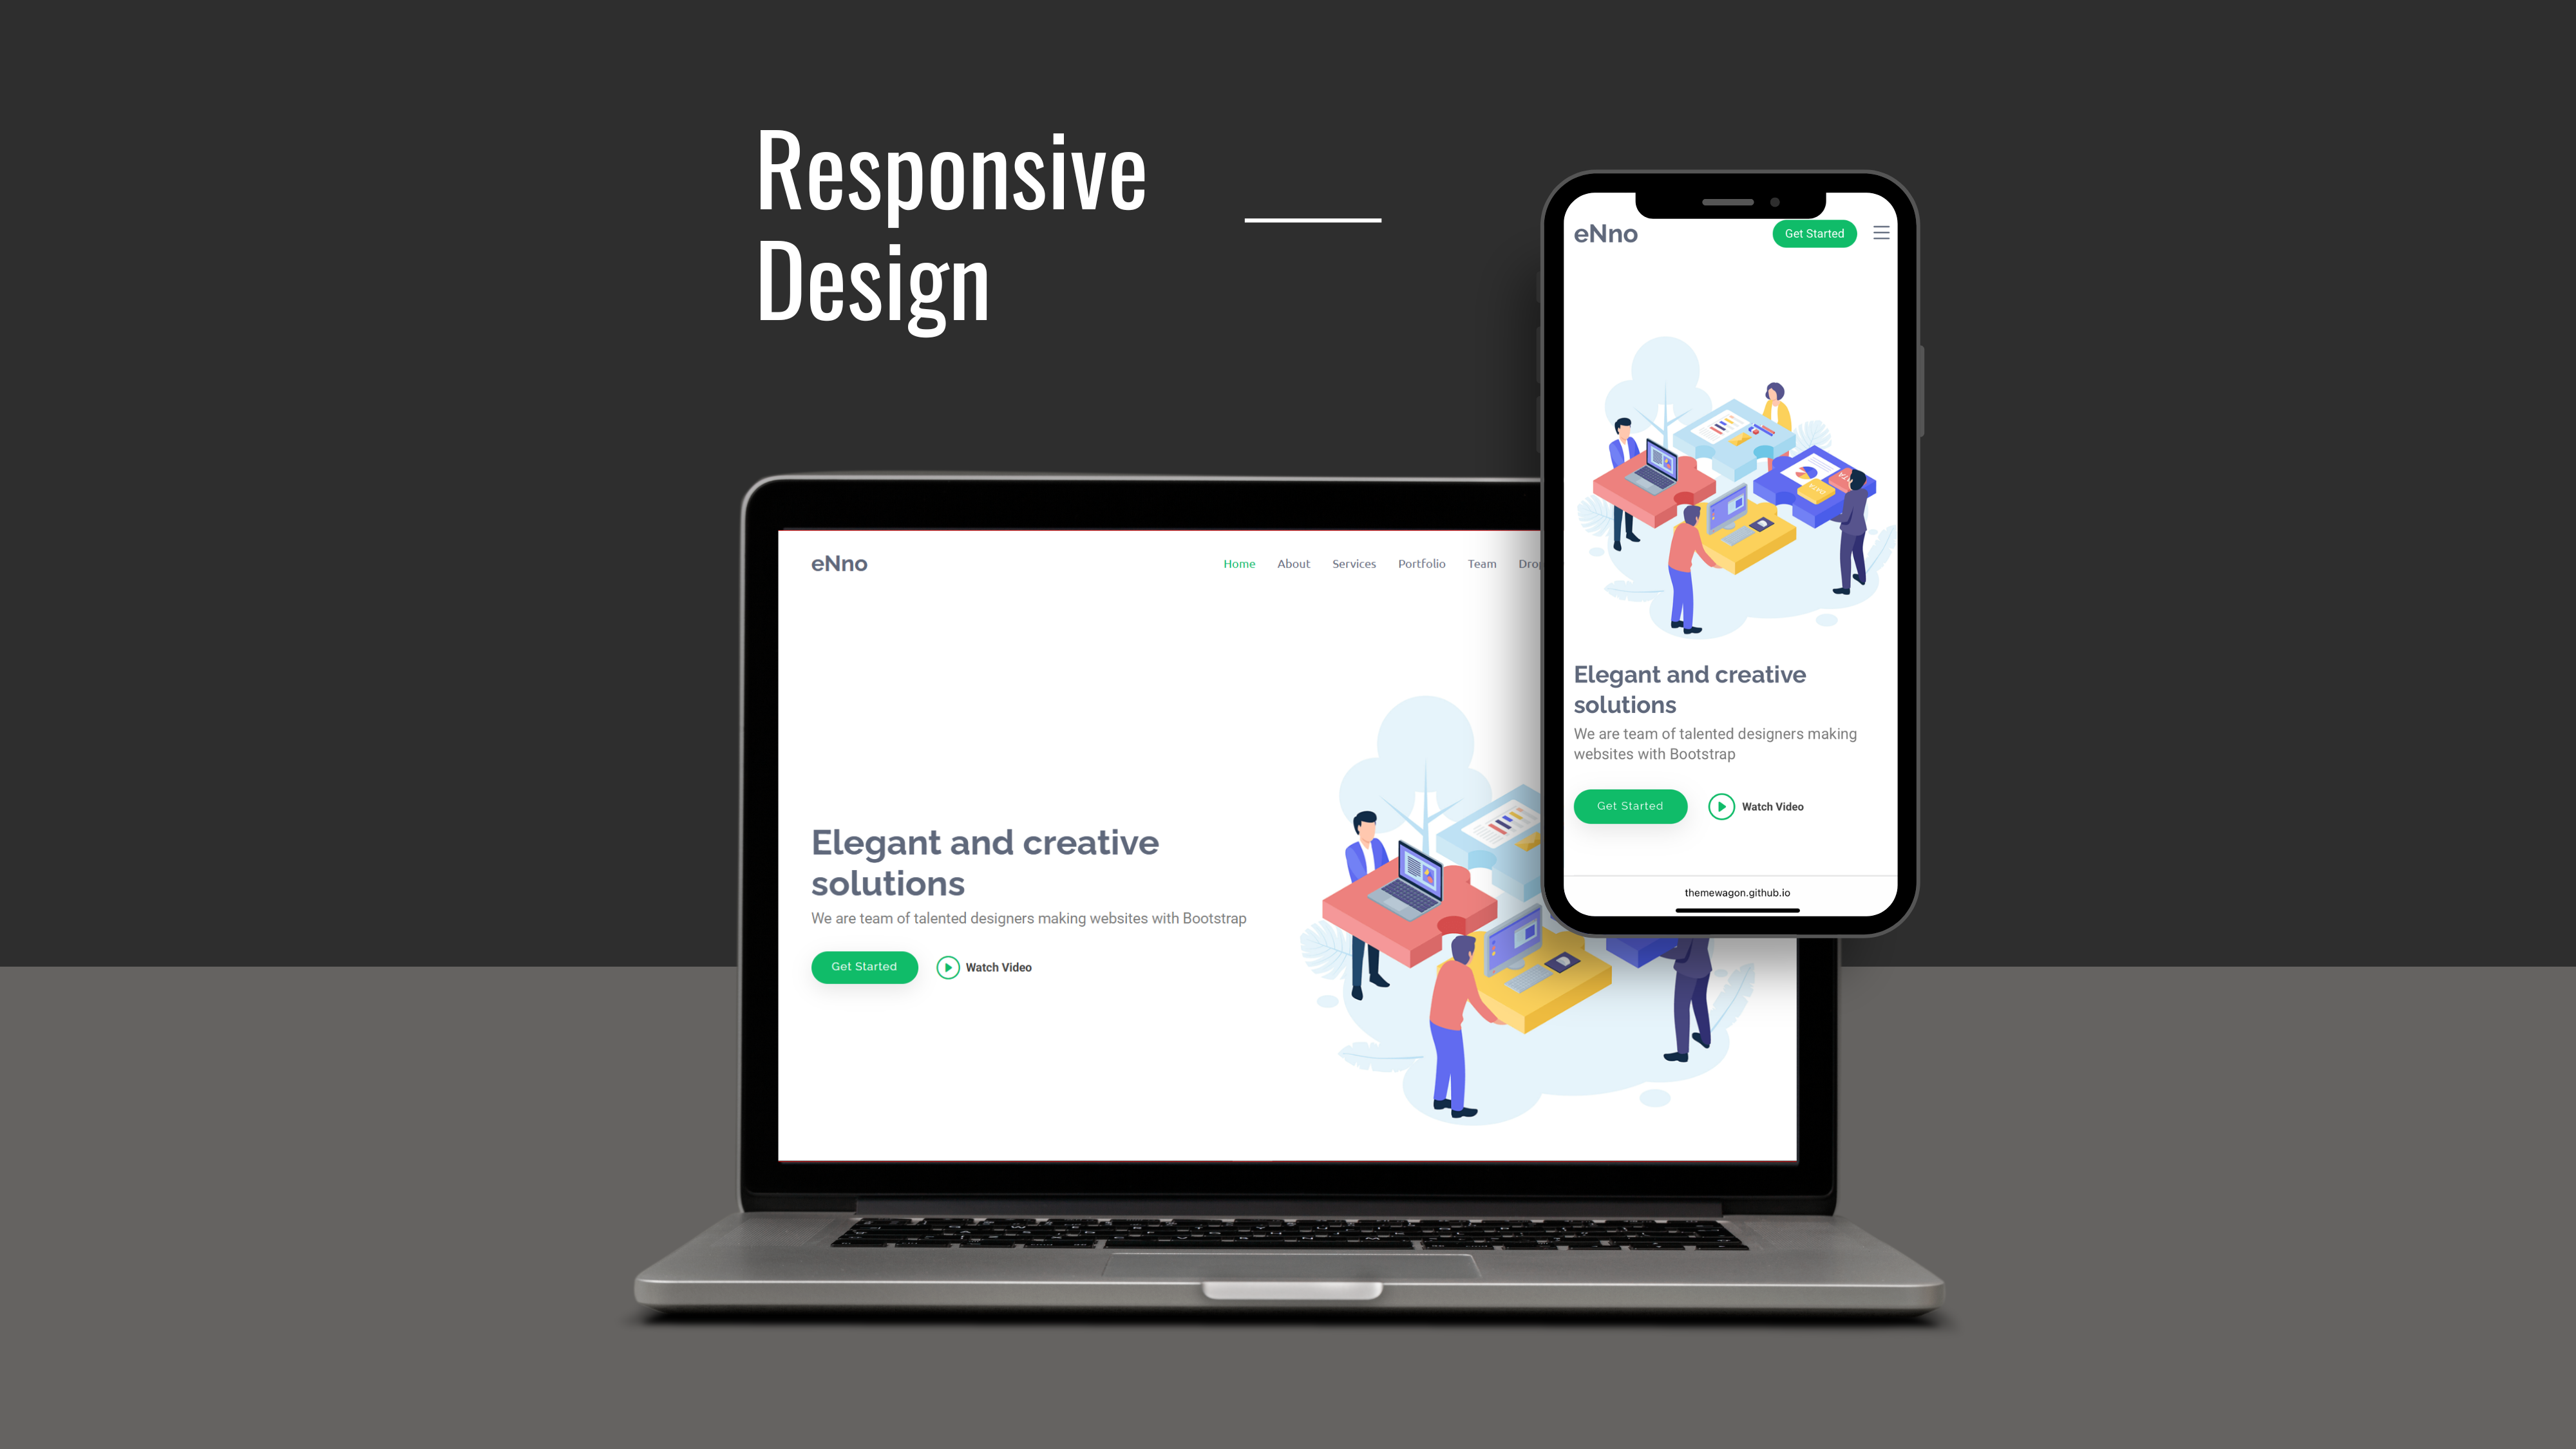 Responsive
Design
eNno
Home About Services Portfolio Team
Elegant and creative
solutions
We are team of talented designers making websites with Bootstrap
Get Started Watch Video
eNno Get Started
Elegant and creative
solutions
We are team of talented designers making
websites with Bootstrap
Get Started Watch Video
themewagon.github.io